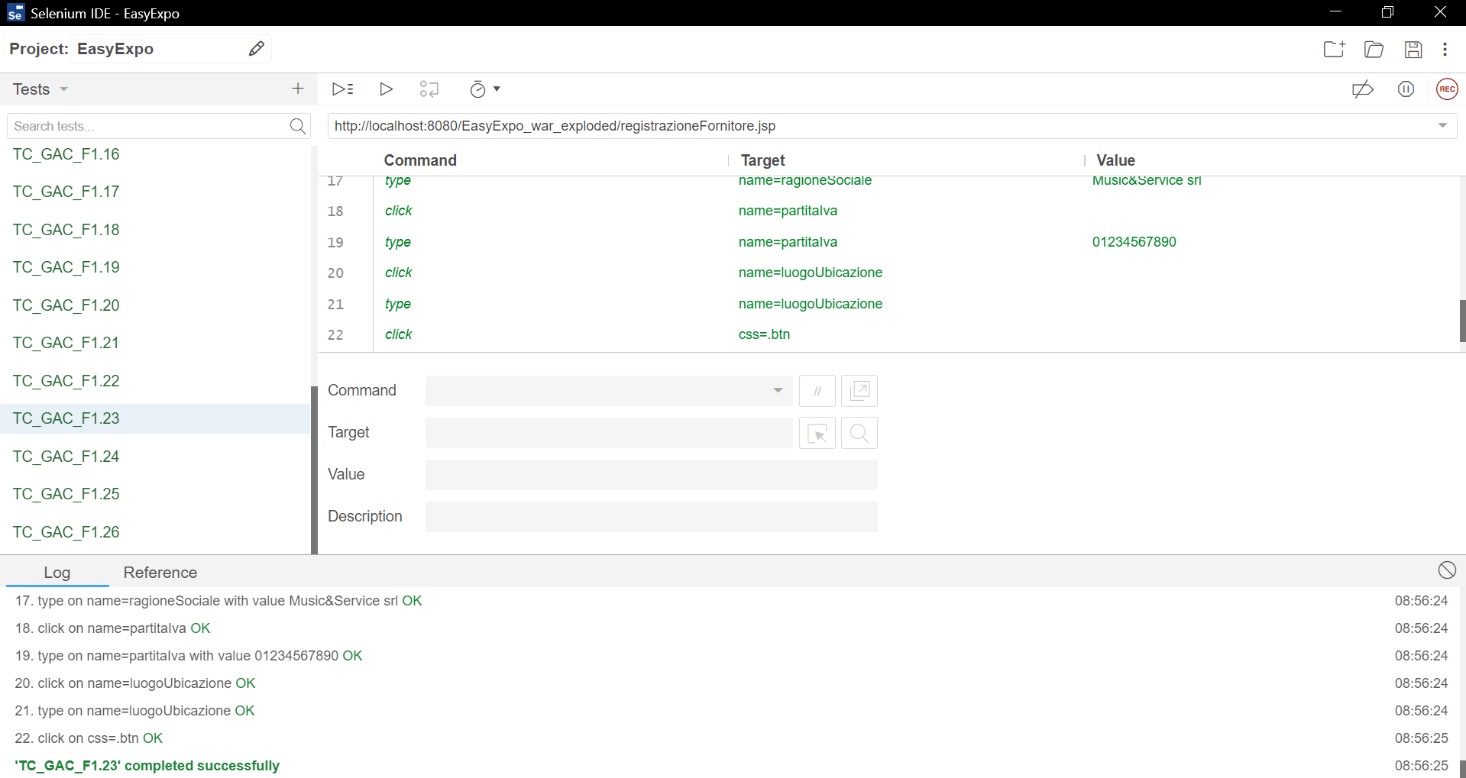 Selenium IDE - EasyExpo
Project: EasyExpo
Tests
REC
Search tests...
http://localhost:8080/EasyExpo_war_exploded/registrazioneFornitore.jsp
TC_GAC_F1.16
TC_GAC_F1.17
TC_GAC_F1.18
TC_GAC_F1.19
TC_GAC_F1.20
TC_GAC_F1.21
TC_GAC_F1.22
TC_GAC_F1.23
TC_GAC_F1.24
TC_GAC_F1.25
TC_GAC_F1.26
Command Target Value
17 type name=ragioneSociale Music&Service srl
18 click name=partitaIva
19 type name=partitaIva 01234567890
20 click name=luogoUbicazione
21 type name=luogoUbicazione
22 click css=.btn
Command //
Target
Value
Description
Log Reference
17. type on name=ragioneSociale with value Music&Service srl OK 08:56:24
18. click on name=partitaIva OK 08:56:24
19. type on name=partitaIva with value 01234567890 OK 08:56:24
20. click on name=luogoUbicazione OK 08:56:24
21. type on name=luogoUbicazione OK 08:56:24
22. click on css=.btn OK 08:56:25
'TC_GAC_F1.23' completed successfully 08:56:25